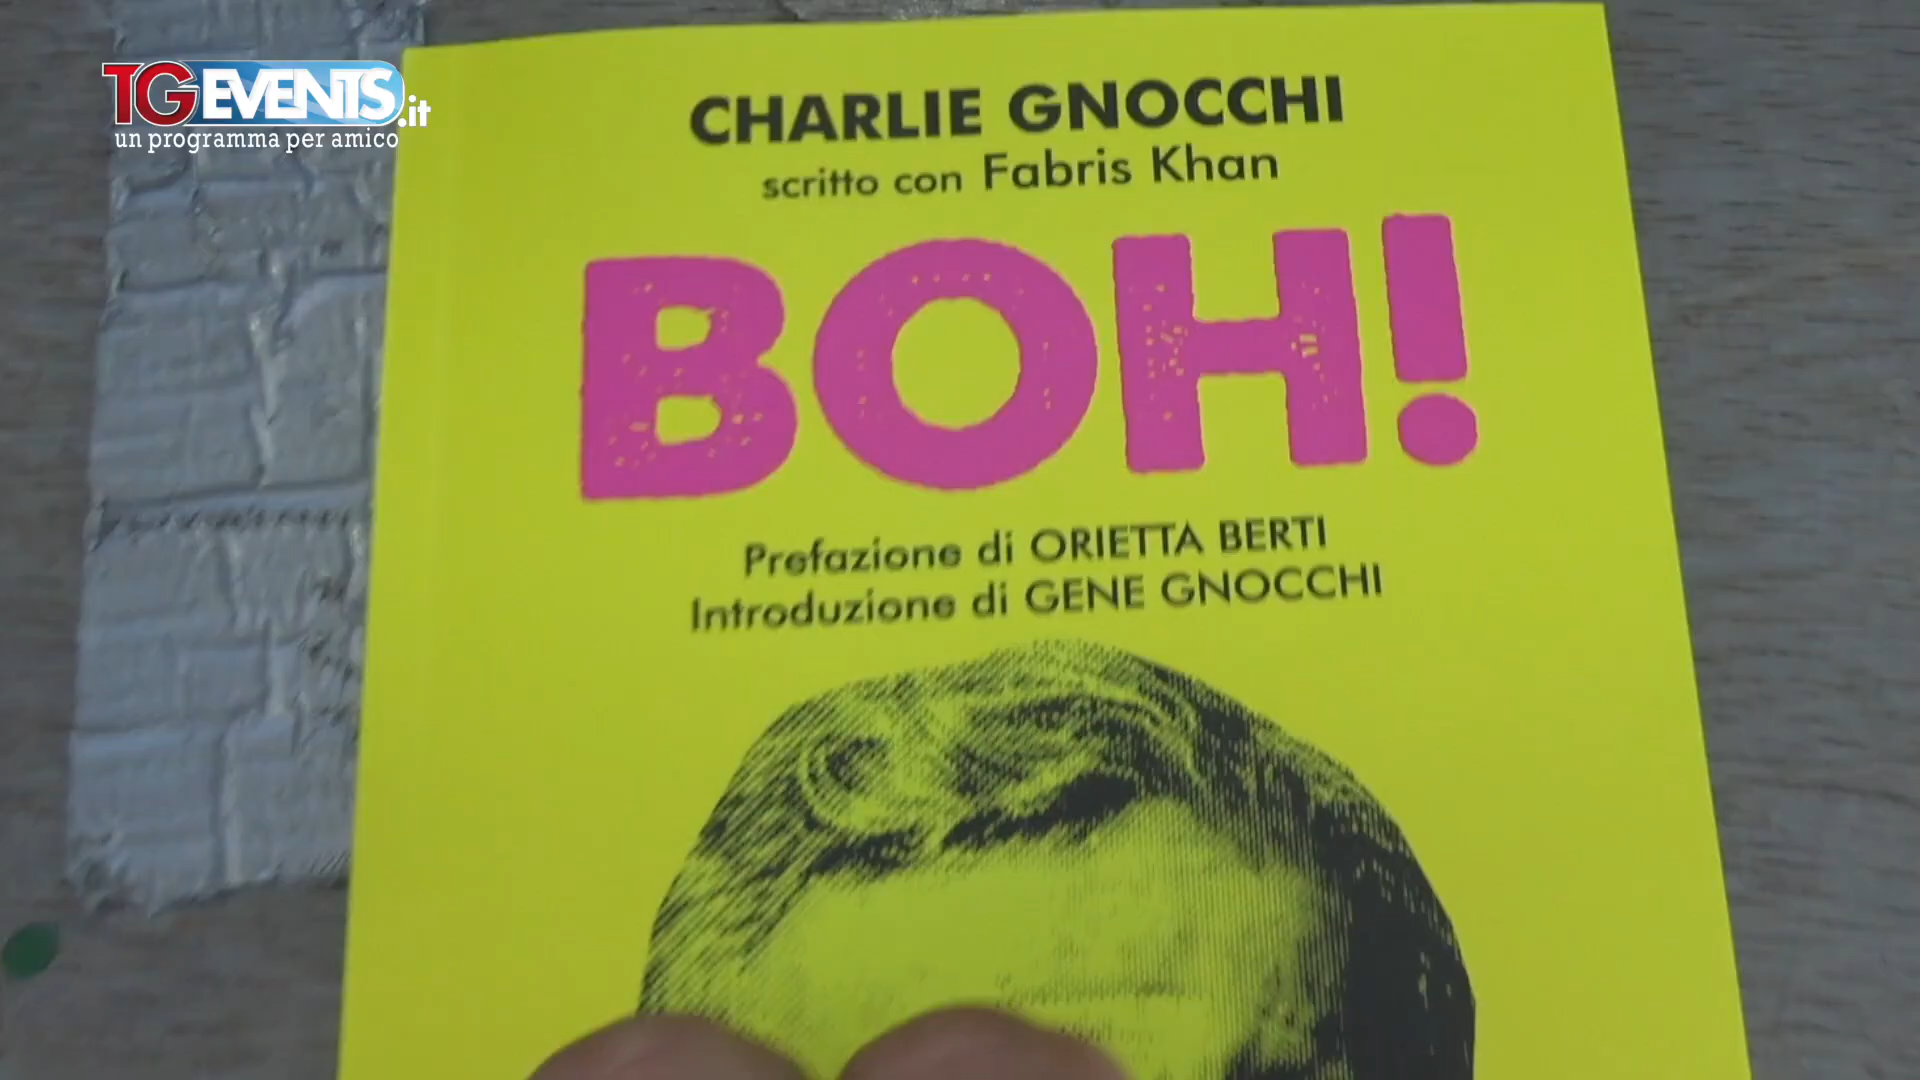 TGEVENTS.it
un programma per amico
CHARLIE GNOCCHI
scritto con Fabris Khan
BOH!
Prefazione di ORIETTA BERTI
Introduzione di GENE GNOCCHI